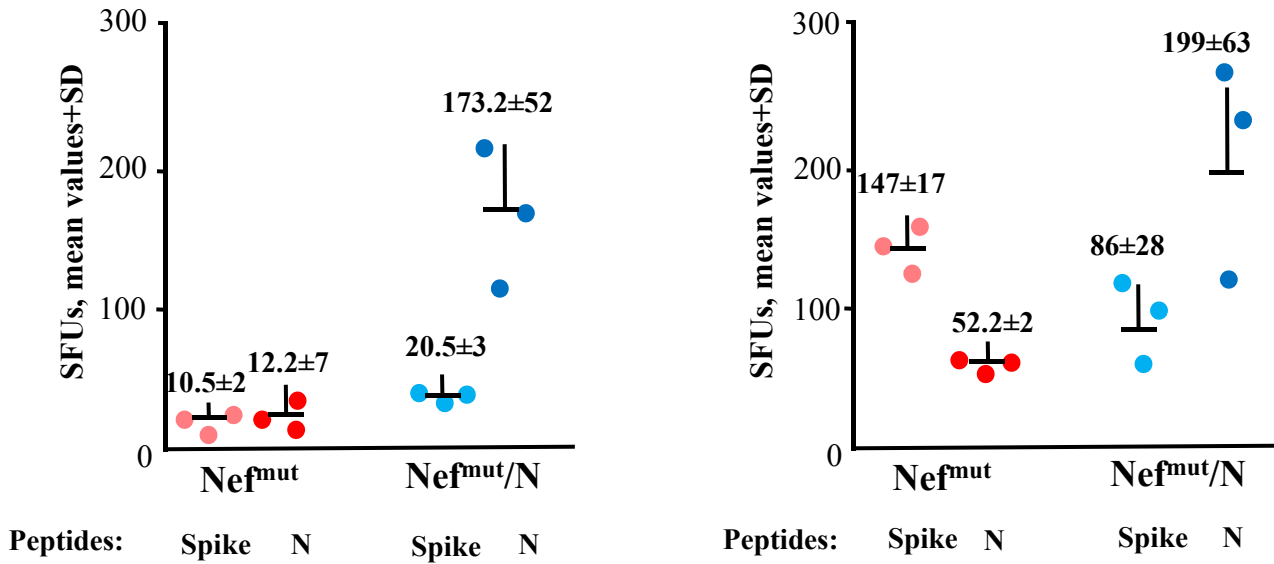 SFUs, mean values+SD
300
200
100
0
10.5±2
12.2±7
20.5±3
173.2±52
Nefmut
Nefmut/N
Peptides: Spike N Spike N
SFUs, mean values+SD
300
200
100
0
147±17
52.2±2
86±28
199±63
Nefmut
Nefmut/N
Peptides: Spike N Spike N